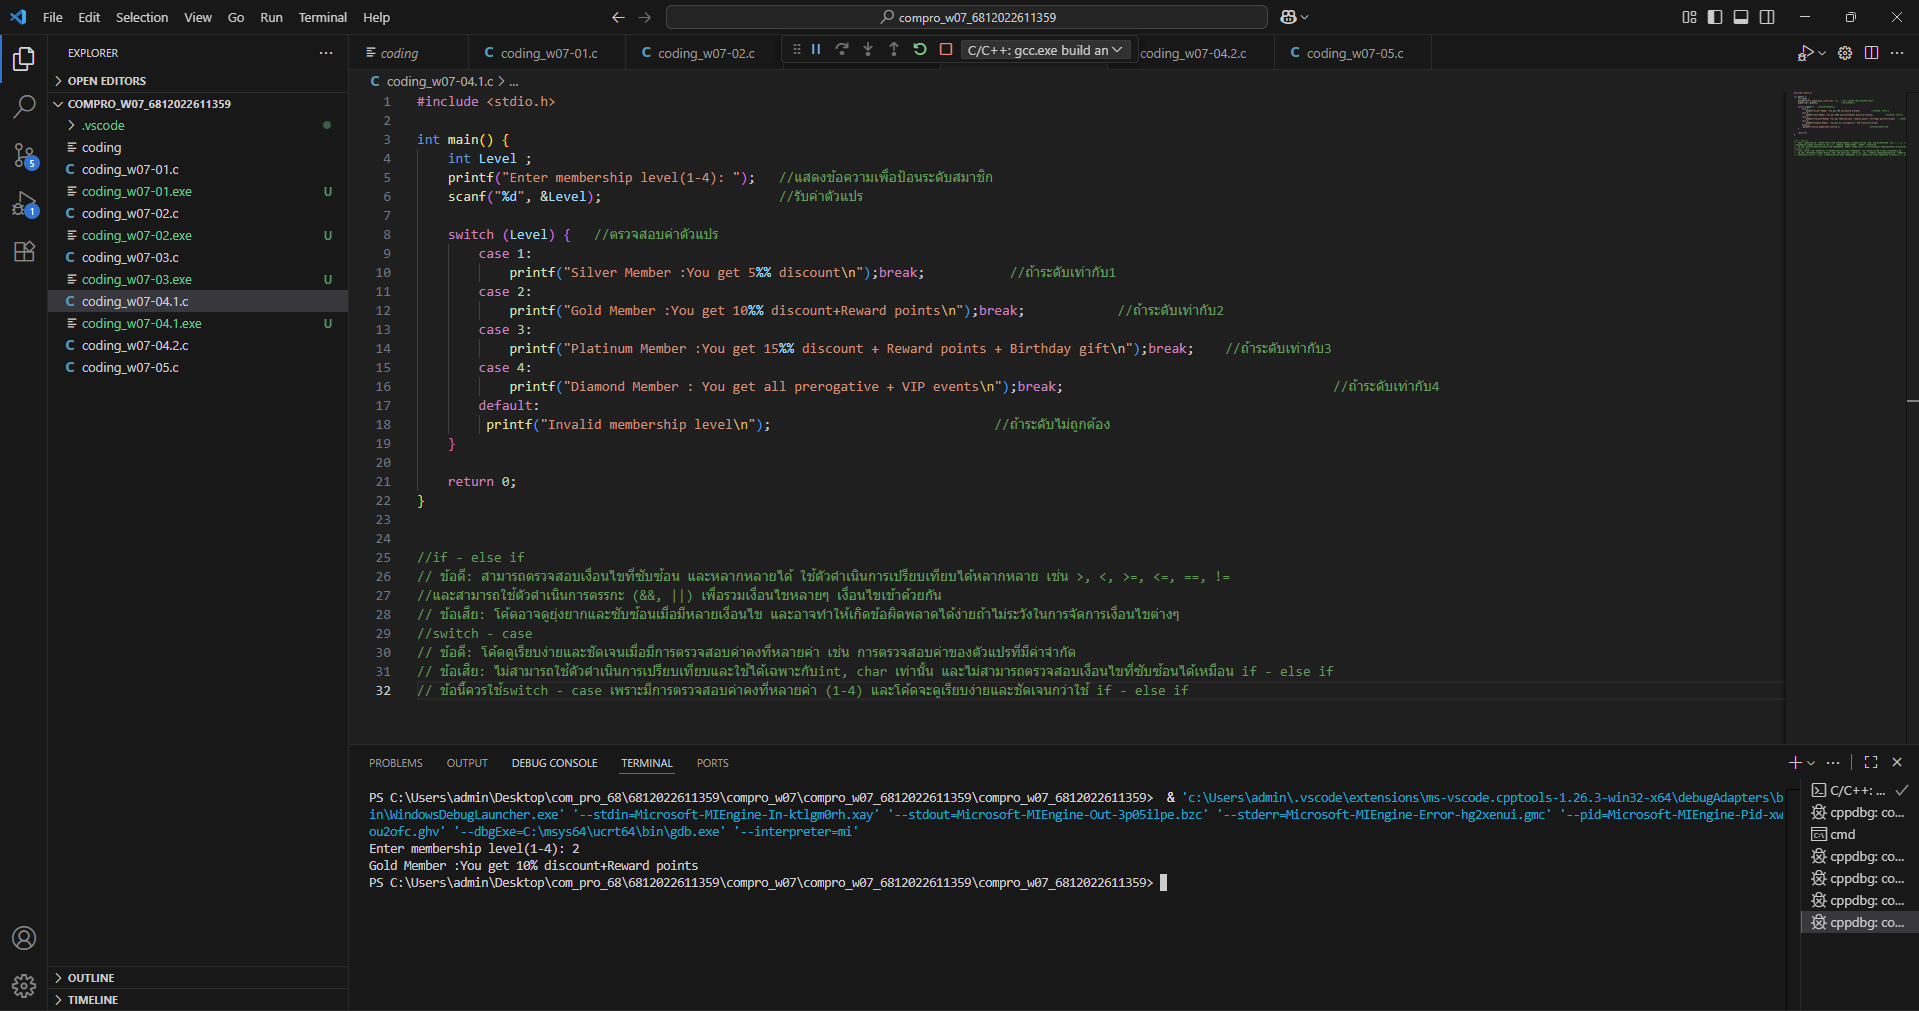 File Edit Selection View Go Run Terminal Help
compro_w07_6812022611359
EXPLORER
OPEN EDITORS
COMPRO_W07_6812022611359
.vscode
coding
coding_w07-01.c
coding_w07-01.exe U
coding_w07-02.c
coding_w07-02.exe U
coding_w07-03.c
coding_w07-03.exe U
coding_w07-04.1.c
coding_w07-04.1.exe U
coding_w07-04.2.c
coding_w07-05.c
5
1
OUTLINE
TIMELINE
coding
coding_w07-01.c
coding_w07-02.c
C/C++: gcc.exe build an
coding_w07-04.2.c
coding_w07-05.c
coding_w07-04.1.c > ...
1 #include <stdio.h>
2
3 int main() {
4 int Level ;
5 printf("Enter membership level(1-4): "); //แสดงข้อความเพื่อป้อนระดับสมาชิก
6 scanf("%d", &Level); //รับค่าตัวแปร
7
8 switch (Level) { //ตรวจสอบค่าตัวแปร
9 case 1:
10 printf("Silver Member :You get 5%% discount\n");break; //ถ้าระดับเท่ากับ1
11 case 2:
12 printf("Gold Member :You get 10%% discount+Reward points\n");break; //ถ้าระดับเท่ากับ2
13 case 3:
14 printf("Platinum Member :You get 15%% discount + Reward points + Birthday gift\n");break; //ถ้าระดับเท่ากับ3
15 case 4:
16 printf("Diamond Member : You get all prerogative + VIP events\n");break; //ถ้าระดับเท่ากับ4
17 default:
18 printf("Invalid membership level\n"); //ถ้าระดับไม่ถูกต้อง
19 }
20
21 return 0;
22 }
23
24
25 //if - else if
26 // ข้อดี: สามารถตรวจสอบเงื่อนไขที่ซับซ้อน และหลากหลายได้ ใช้ตัวดำเนินการเปรียบเทียบได้หลากหลาย เช่น >, <, >=, <=, ==, !=
27 //และสามารถใช้ตัวดำเนินการตรรกะ (&&, ||) เพื่อรวมเงื่อนไขหลายๆ เงื่อนไขเข้าด้วยกัน
28 // ข้อเสีย: โค้ดอาจดูยุ่งยากและซับซ้อนเมื่อมีหลายเงื่อนไข และอาจทำให้เกิดข้อผิดพลาดได้ง่ายถ้าไม่ระวังในการจัดการเงื่อนไขต่างๆ
29 //switch - case
30 // ข้อดี: โค้ดดูเรียบง่ายและชัดเจนเมื่อมีการตรวจสอบค่าคงที่หลายค่า เช่น การตรวจสอบค่าของตัวแปรที่มีค่าจำกัด
31 // ข้อเสีย: ไม่สามารถใช้ตัวดำเนินการเปรียบเทียบและใช้ได้เฉพาะกับint, char เท่านั้น และไม่สามารถตรวจสอบเงื่อนไขที่ซับซ้อนได้เหมือน if - else if
32 // ข้อนี้ควรใช้switch - case เพราะมีการตรวจสอบค่าคงที่หลายค่า (1-4) และโค้ดจะดูเรียบง่ายและชัดเจนกว่าใช้ if - else if
PROBLEMS OUTPUT DEBUG CONSOLE TERMINAL PORTS
PS C:\Users\admin\Desktop\com_pro_68\6812022611359\compro_w07\compro_w07_6812022611359\compro_w07_6812022611359> & 'c:\Users\admin\.vscode\extensions\ms-vscode.cpptools-1.26.3-win32-x64\debugAdapters\b
in\WindowsDebugLauncher.exe' '--stdin=Microsoft-MIEngine-In-ktlgm0rh.xay' '--stdout=Microsoft-MIEngine-Out-3p05ilpe.bzc' '--stderr=Microsoft-MIEngine-Error-hg2xenui.gmc' '--pid=Microsoft-MIEngine-Pid-xw
ou2ofc.ghv' '--dbgExe=C:\msys64\ucrt64\bin\gdb.exe' '--interpreter=mi'
Enter membership level(1-4): 2
Gold Member :You get 10% discount+Reward points
PS C:\Users\admin\Desktop\com_pro_68\6812022611359\compro_w07\compro_w07_6812022611359\compro_w07_6812022611359>
C/C++: ...
cppdbg: co...
cmd
cppdbg: co...
cppdbg: co...
cppdbg: co...
cppdbg: co...